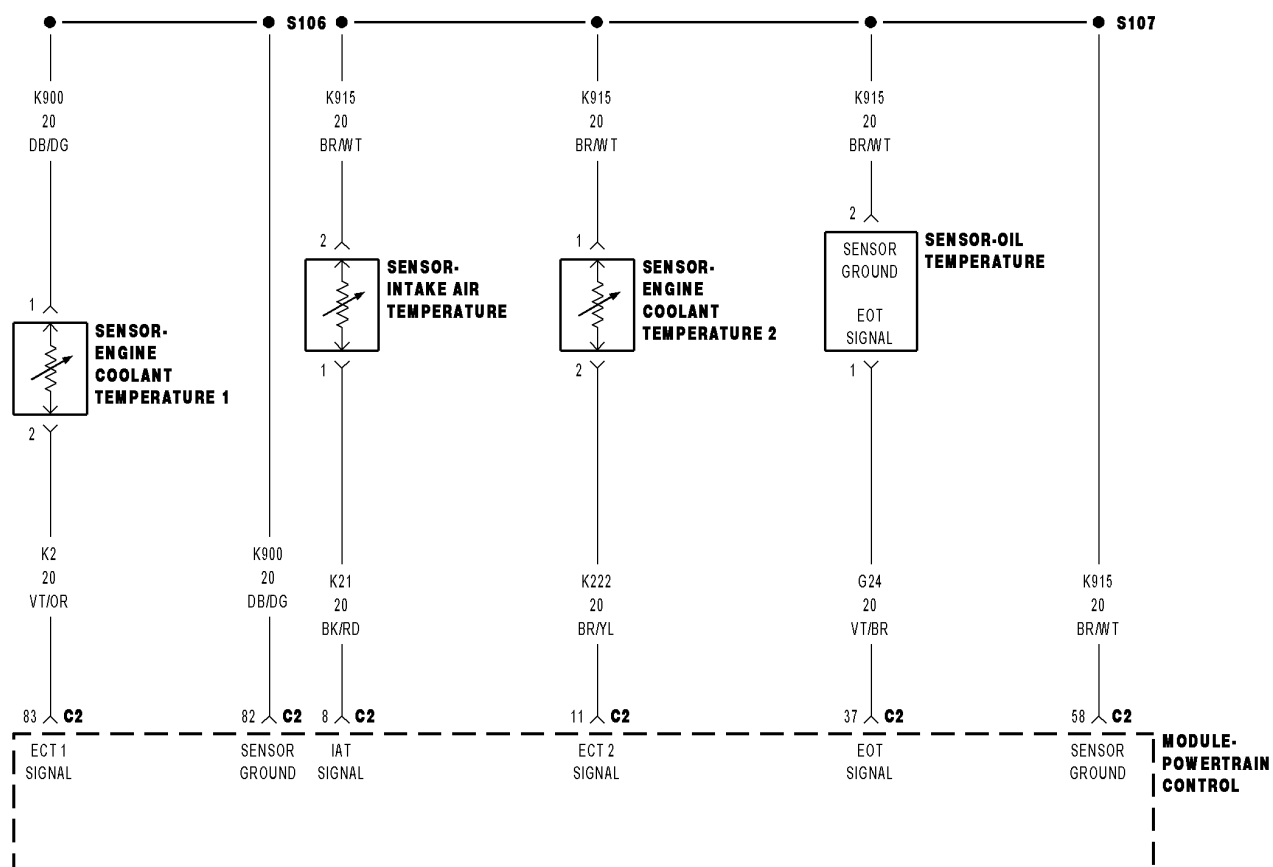 S106
S107
K900
20
DB/DG
K915
20
BR/WT
K915
20
BR/WT
K915
20
BR/WT
1
SENSOR-
ENGINE
COOLANT
TEMPERATURE 1
2
2
SENSOR-
INTAKE AIR
TEMPERATURE
1
1
SENSOR-
ENGINE
COOLANT
TEMPERATURE 2
2
2
SENSOR
GROUND
EOT
SIGNAL
SENSOR-OIL
TEMPERATURE
1
K2
20
VT/OR
K900
20
DB/DG
K21
20
BK/RD
K222
20
BR/YL
G24
20
VT/BR
K915
20
BR/WT
83 C2
82 C2
8 C2
11 C2
37 C2
58 C2
ECT 1
SIGNAL
SENSOR
GROUND
IAT
SIGNAL
ECT 2
SIGNAL
EOT
SIGNAL
SENSOR
GROUND
MODULE-
POWERTRAIN
CONTROL